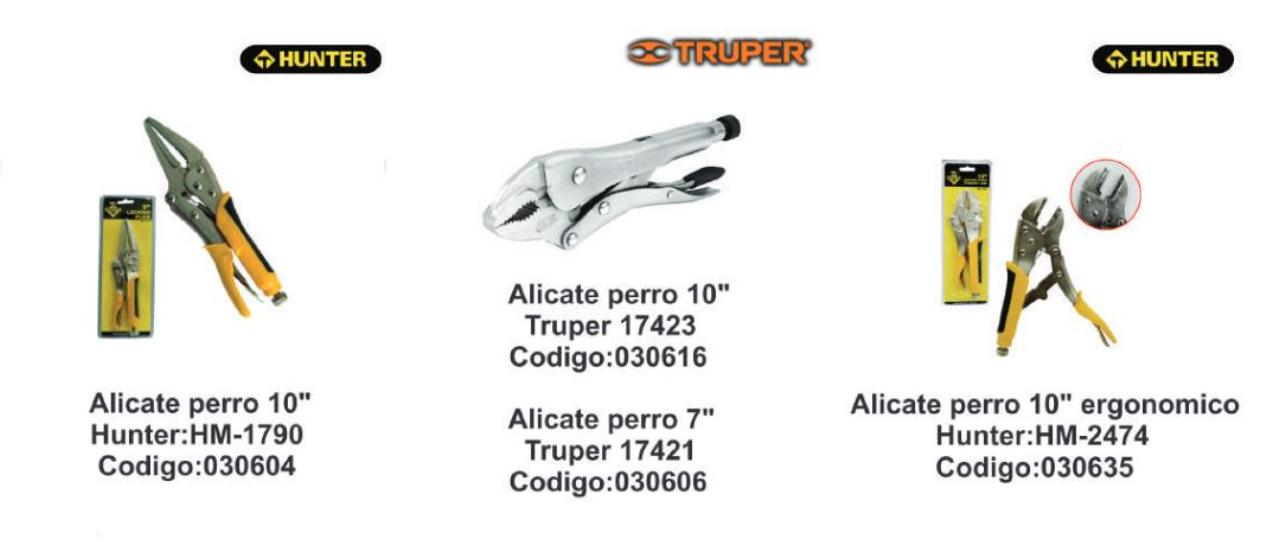 HUNTER
Alicate perro 10"
Hunter:HM-1790
Codigo:030604
TRUPER
Alicate perro 10"
Truper 17423
Codigo:030616
Alicate perro 7"
Truper 17421
Codigo:030606
HUNTER
Alicate perro 10" ergonomico
Hunter:HM-2474
Codigo:030635